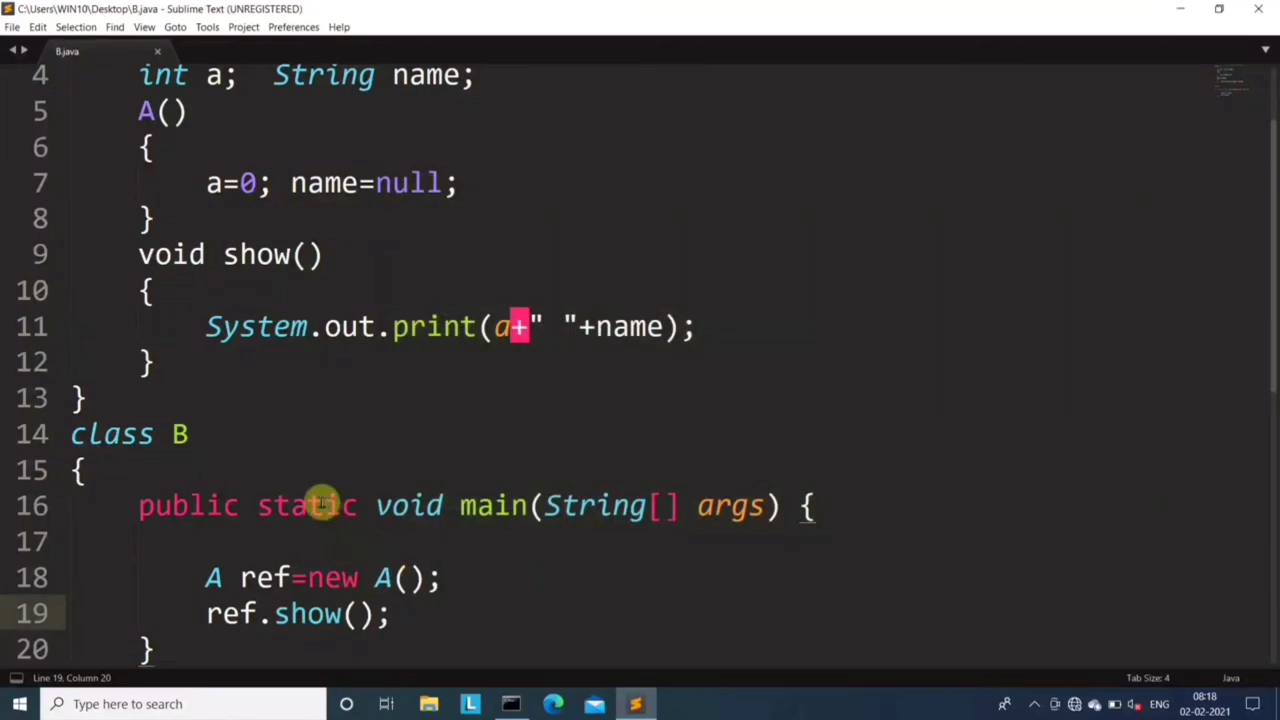 C:\Users\WIN10\Desktop\B.java - Sublime Text (UNREGISTERED)
File Edit Selection Find View Goto Tools Project Preferences Help
B.java
4 int a; String name;
5 A()
6 {
7 a=0; name=null;
8 }
9 void show()
10 {
11 System.out.print(a+" "+name);
12 }
13 }
14 class B
15 {
16 public static void main(String[] args) {
17
18 A ref=new A();
19 ref.show();
20 }
Line 19, Column 20 Tab Size: 4 Java
Type here to search L ENG 08:18
02-02-2021